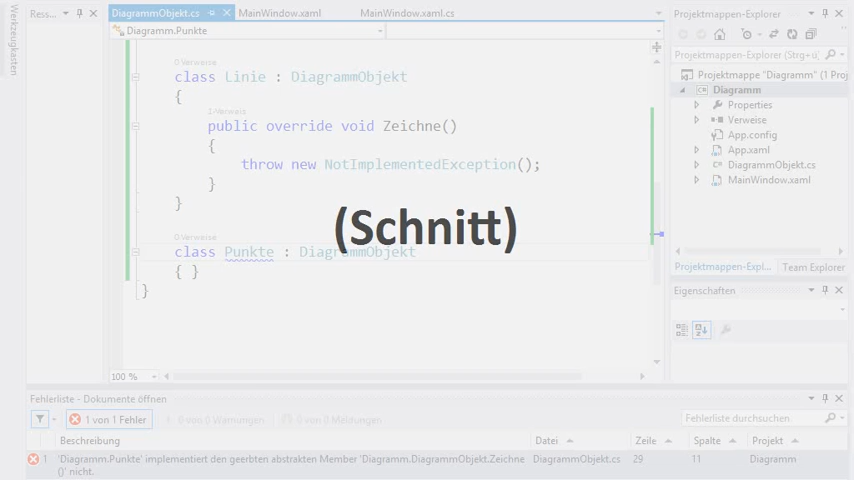 Werkzeugkasten
Ress...
DiagrammObjekt.cs
MainWindow.xaml
MainWindow.xaml.cs
Diagramm.Punkte
0 Verweise
class Linie : DiagrammObjekt
{
1 Verweis
public override void Zeichne()
{
throw new NotImplementedException();
}
}
(Schnitt)
0 Verweise
class Punkte : DiagrammObjekt
{ }
}
100 %
Projektmappen-Explorer
Projektmappen-Explorer (Strg+ü)
Projektmappe "Diagramm" (1 Proj
Diagramm
Properties
Verweise
App.config
App.xaml
DiagrammObjekt.cs
MainWindow.xaml
Projektmappen-Expl...
Team Explorer
Eigenschaften
Fehlerliste - Dokumente öffnen
1 von 1 Fehler
0 von 0 Warnungen
0 von 0 Meldungen
Fehlerliste durchsuchen
Beschreibung Datei Zeile Spalte Projekt
1 'Diagramm.Punkte' implementiert den geerbten abstrakten Member 'Diagramm.DiagrammObjekt.Zeichne DiagrammObjekt.cs 29 11 Diagramm
()' nicht.